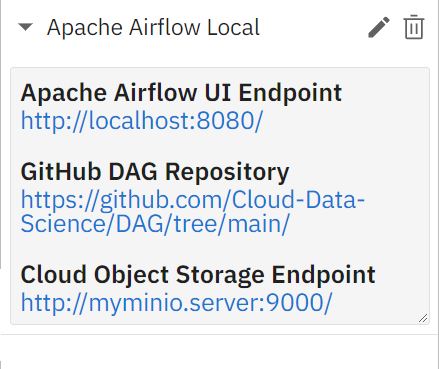 Apache Airflow Local
Apache Airflow UI Endpoint
http://localhost:8080/
GitHub DAG Repository
https://github.com/Cloud-Data-
Science/DAG/tree/main/
Cloud Object Storage Endpoint
http://myminio.server:9000/